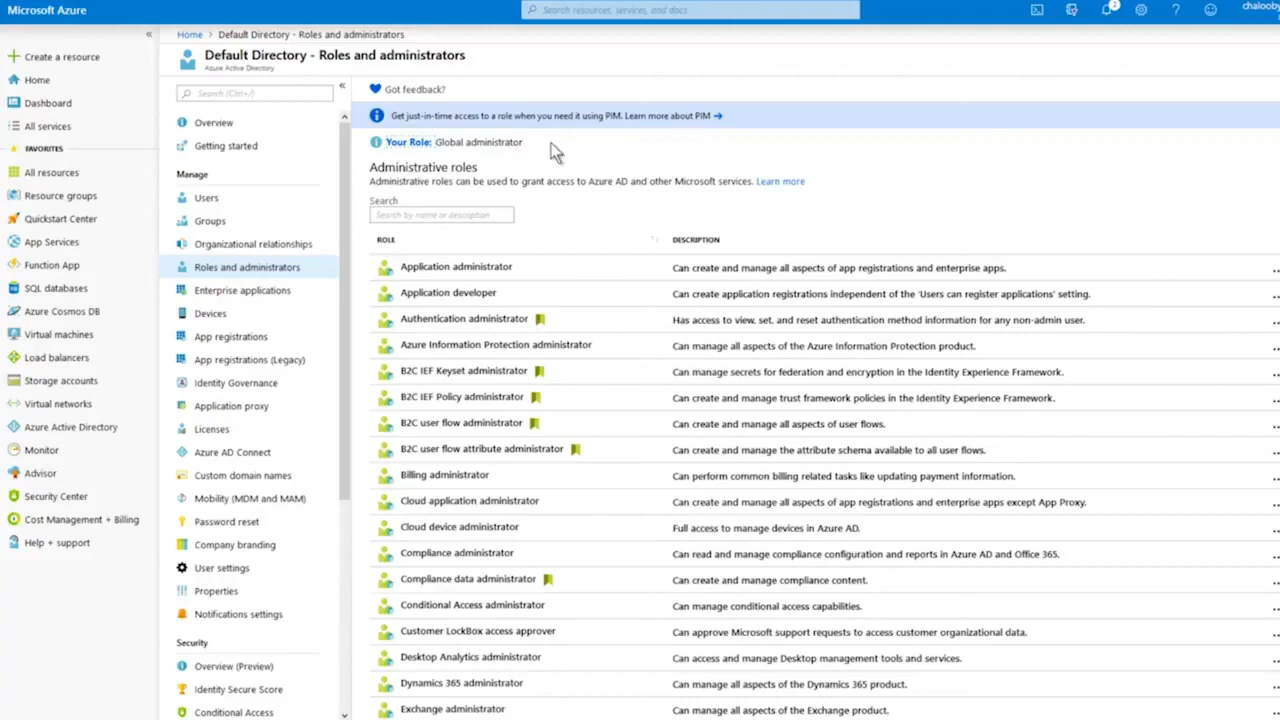 Microsoft Azure
Search resources, services, and docs
2
chalooby
Create a resource
Home
Dashboard
All services
FAVORITES
All resources
Resource groups
Quickstart Center
App Services
Function App
SQL databases
Azure Cosmos DB
Virtual machines
Load balancers
Storage accounts
Virtual networks
Azure Active Directory
Monitor
Advisor
Security Center
Cost Management + Billing
Help + support
Home > Default Directory - Roles and administrators
Default Directory - Roles and administrators
Azure Active Directory
Search (Ctrl+/)
Overview
Getting started
Manage
Users
Groups
Organizational relationships
Roles and administrators
Enterprise applications
Devices
App registrations
App registrations (Legacy)
Identity Governance
Application proxy
Licenses
Azure AD Connect
Custom domain names
Mobility (MDM and MAM)
Password reset
Company branding
User settings
Properties
Notifications settings
Security
Overview (Preview)
Identity Secure Score
Conditional Access
Got feedback?
Get just-in-time access to a role when you need it using PIM. Learn more about PIM →
Your Role: Global administrator
Administrative roles
Administrative roles can be used to grant access to Azure AD and other Microsoft services. Learn more
Search
Search by name or description
ROLE DESCRIPTION
Application administrator Can create and manage all aspects of app registrations and enterprise apps.
Application developer Can create application registrations independent of the 'Users can register applications' setting.
Authentication administrator Has access to view, set, and reset authentication method information for any non-admin user.
Azure Information Protection administrator Can manage all aspects of the Azure Information Protection product.
B2C IEF Keyset administrator Can manage secrets for federation and encryption in the Identity Experience Framework.
B2C IEF Policy administrator Can create and manage trust framework policies in the Identity Experience Framework.
B2C user flow administrator Can create and manage all aspects of user flows.
B2C user flow attribute administrator Can create and manage the attribute schema available to all user flows.
Billing administrator Can perform common billing related tasks like updating payment information.
Cloud application administrator Can create and manage all aspects of app registrations and enterprise apps except App Proxy.
Cloud device administrator Full access to manage devices in Azure AD.
Compliance administrator Can read and manage compliance configuration and reports in Azure AD and Office 365.
Compliance data administrator Can create and manage compliance content.
Conditional Access administrator Can manage conditional access capabilities.
Customer LockBox access approver Can approve Microsoft support requests to access customer organizational data.
Desktop Analytics administrator Can access and manage Desktop management tools and services.
Dynamics 365 administrator Can manage all aspects of the Dynamics 365 product.
Exchange administrator Can manage all aspects of the Exchange product.